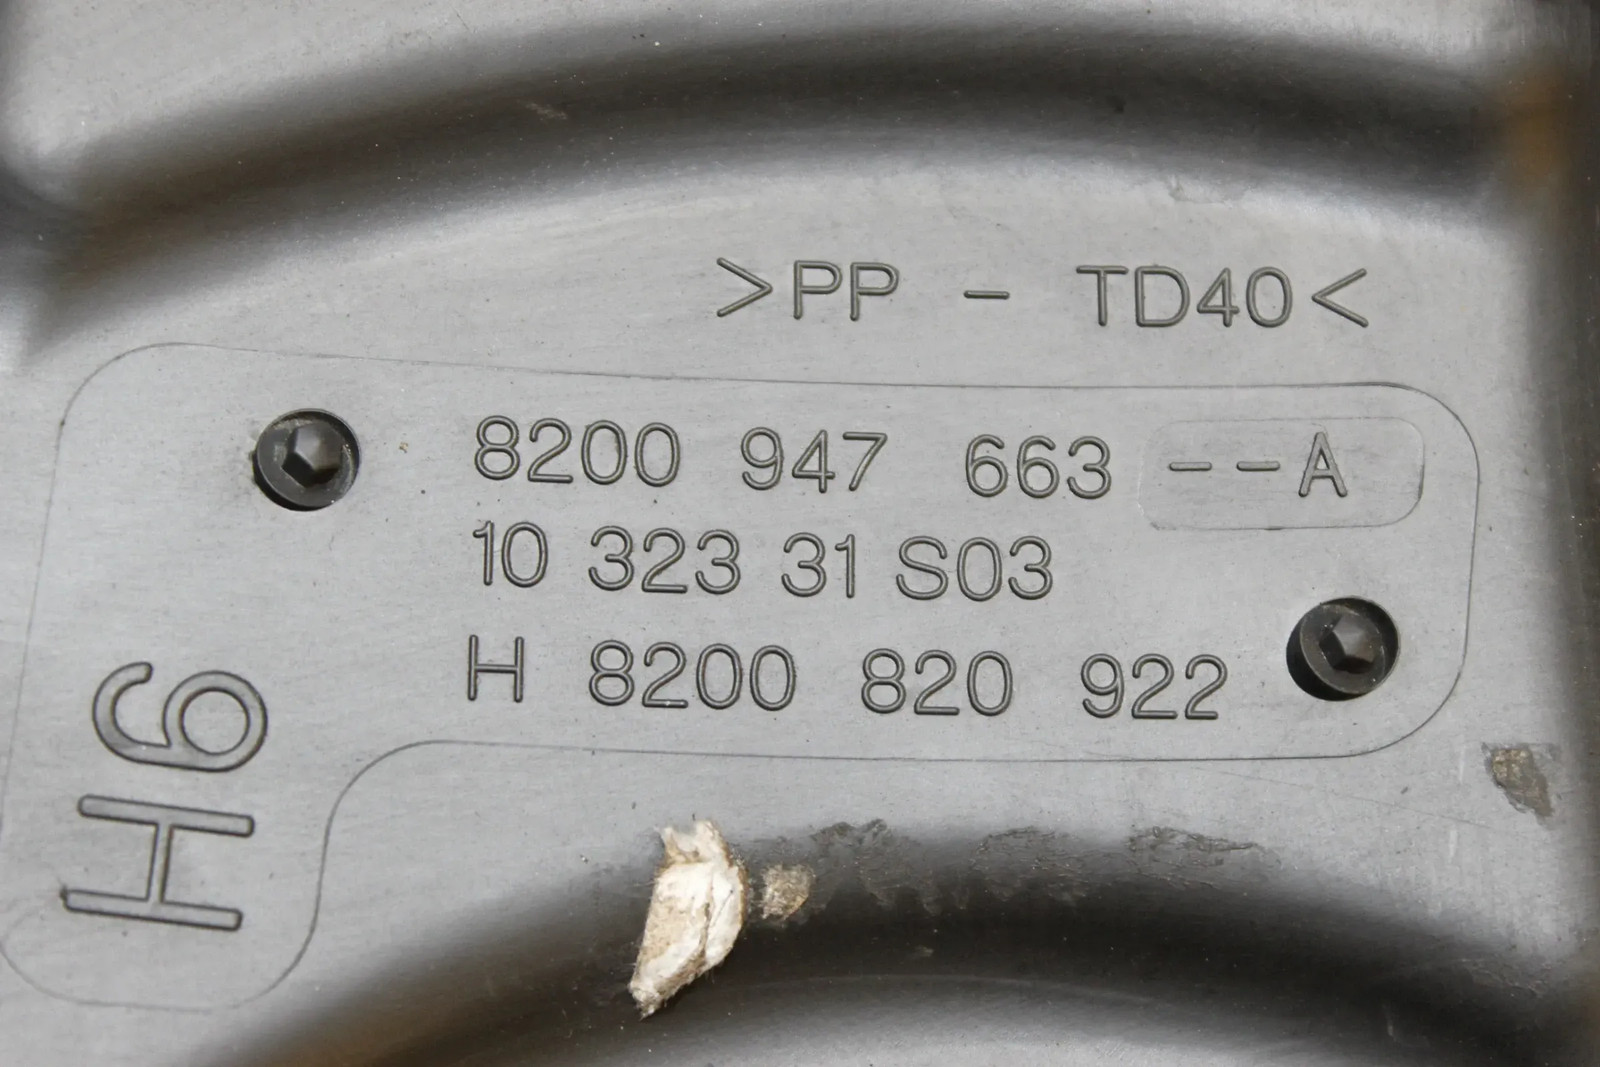 >PP - TD40<
8200 947 663 --A
10 323 31 S03
H 8200 820 922
H6